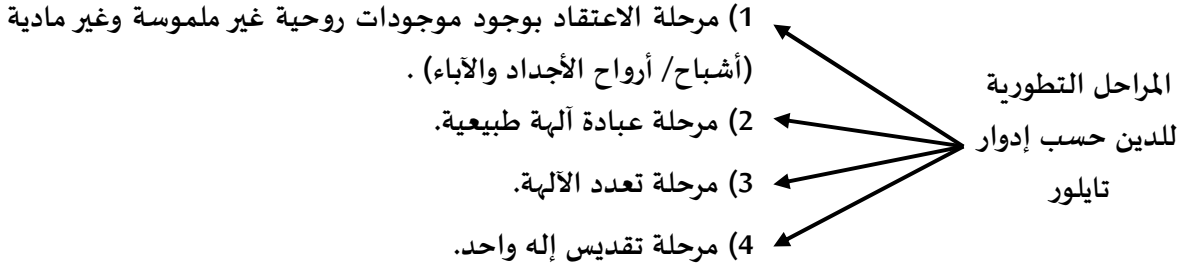 1) مرحلة الاعتقاد بوجود موجودات روحية غير ملموسة وغير مادية
(أشباح/ أرواح الأجداد والآباء) .
2) مرحلة عبادة آلهة طبيعية.
3) مرحلة تعدد الآلهة.
4) مرحلة تقديس إله واحد.
المراحل التطورية
للدين حسب إدوار
تايلور